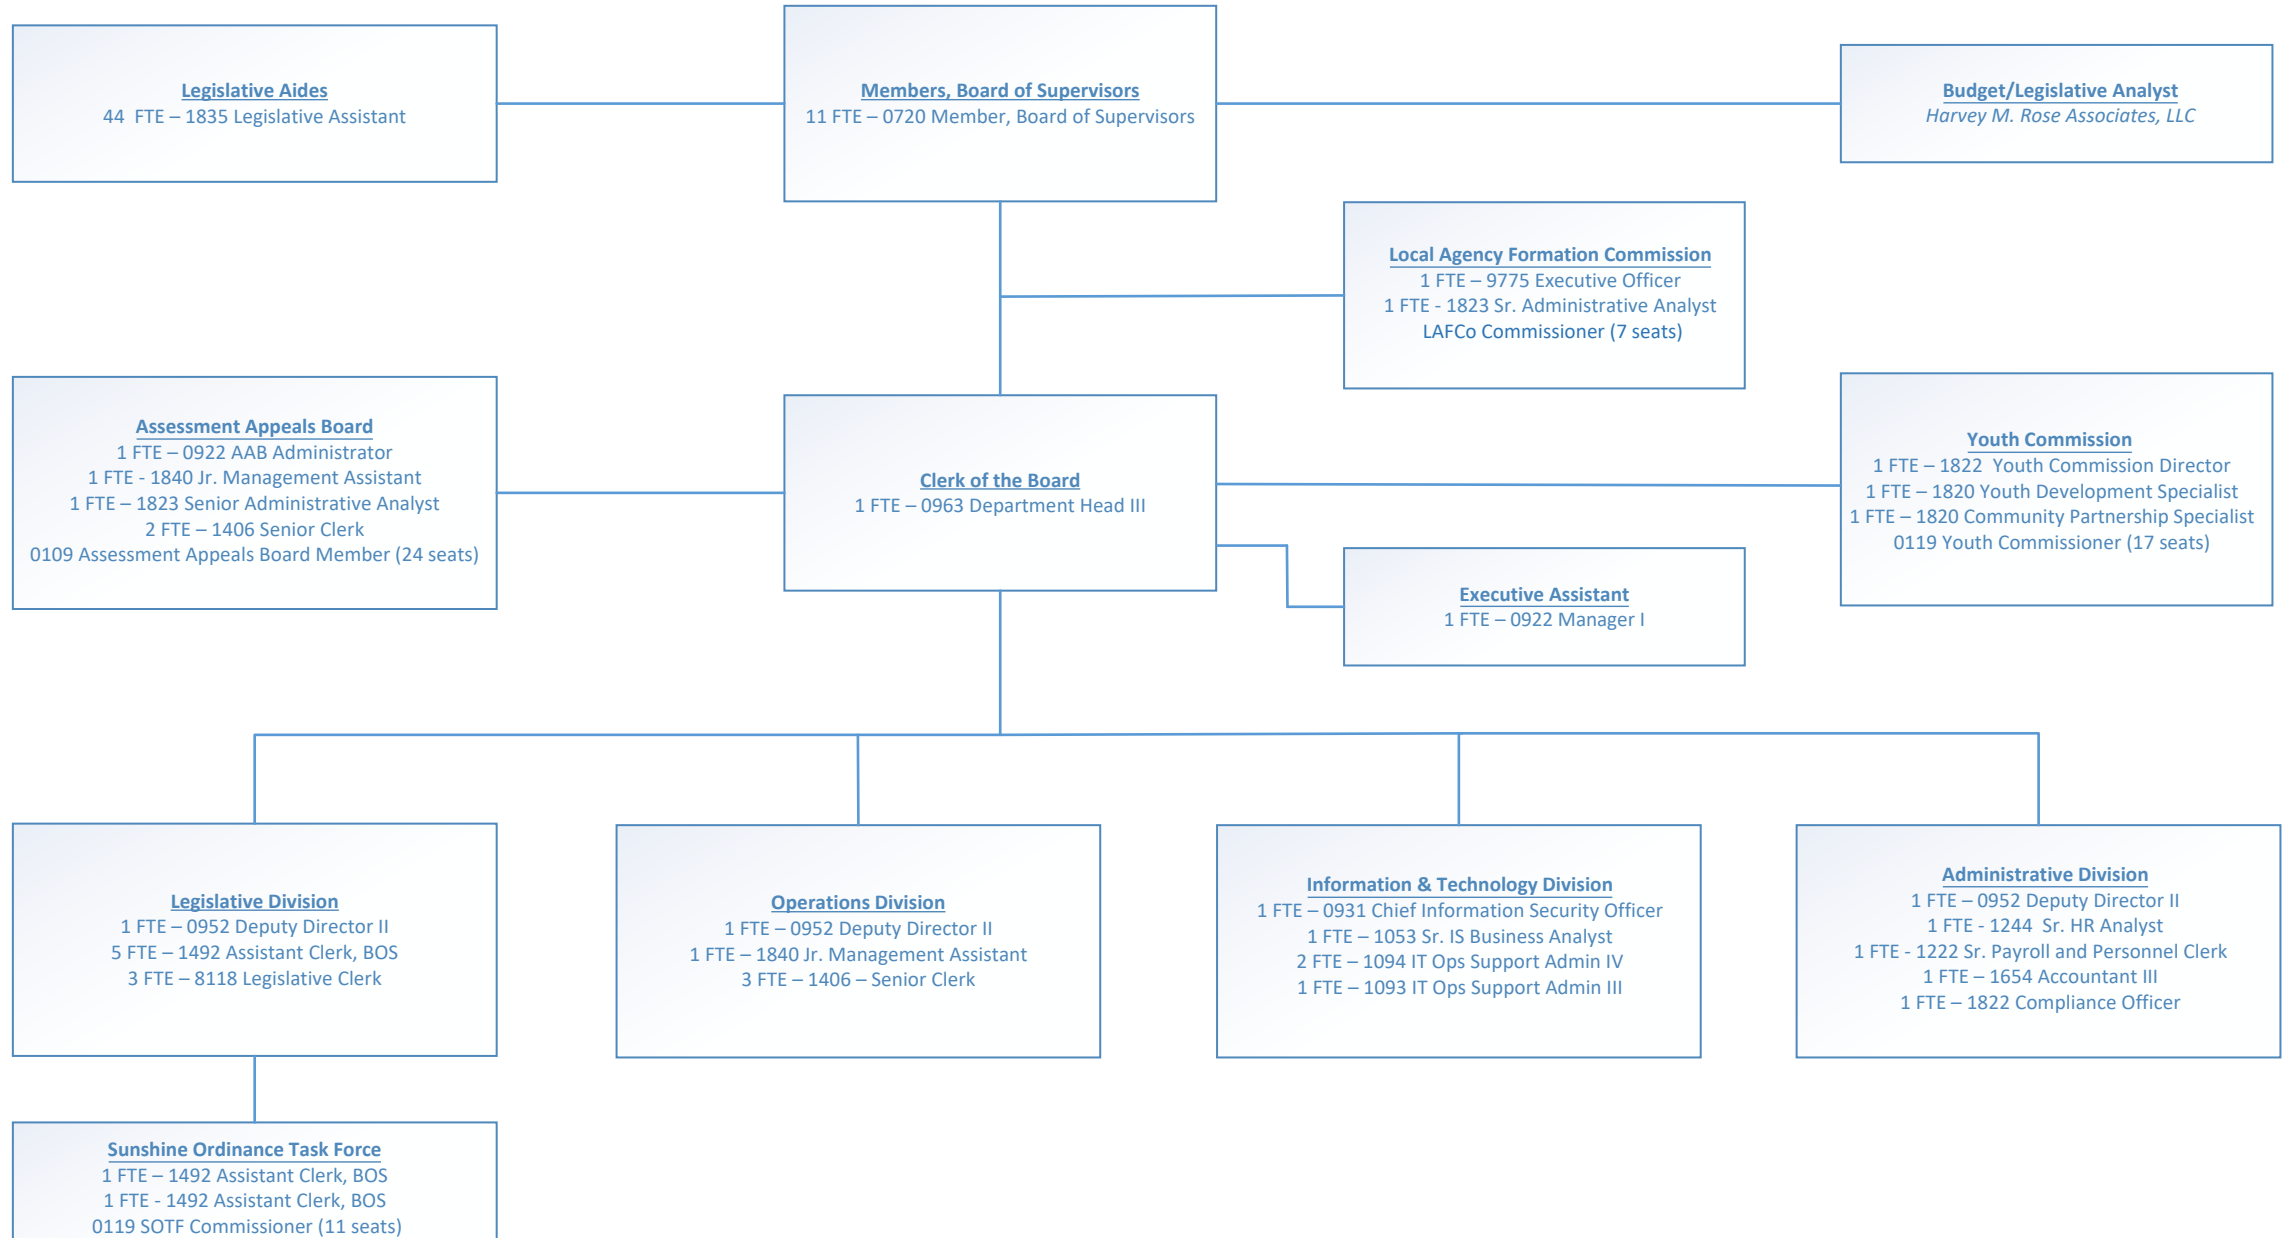 Legislative Aides
44 FTE – 1835 Legislative Assistant
Members, Board of Supervisors
11 FTE – 0720 Member, Board of Supervisors
Budget/Legislative Analyst
Harvey M. Rose Associates, LLC
Local Agency Formation Commission
1 FTE – 9775 Executive Officer
1 FTE - 1823 Sr. Administrative Analyst
LAFCo Commissioner (7 seats)
Assessment Appeals Board
1 FTE – 0922 AAB Administrator
1 FTE - 1840 Jr. Management Assistant
1 FTE – 1823 Senior Administrative Analyst
2 FTE – 1406 Senior Clerk
0109 Assessment Appeals Board Member (24 seats)
Clerk of the Board
1 FTE – 0963 Department Head III
Youth Commission
1 FTE – 1822 Youth Commission Director
1 FTE – 1820 Youth Development Specialist
1 FTE – 1820 Community Partnership Specialist
0119 Youth Commissioner (17 seats)
Executive Assistant
1 FTE – 0922 Manager I
Legislative Division
1 FTE – 0952 Deputy Director II
5 FTE – 1492 Assistant Clerk, BOS
3 FTE – 8118 Legislative Clerk
Operations Division
1 FTE – 0952 Deputy Director II
1 FTE – 1840 Jr. Management Assistant
3 FTE – 1406 – Senior Clerk
Information & Technology Division
1 FTE – 0931 Chief Information Security Officer
1 FTE – 1053 Sr. IS Business Analyst
2 FTE – 1094 IT Ops Support Admin IV
1 FTE – 1093 IT Ops Support Admin III
Administrative Division
1 FTE – 0952 Deputy Director II
1 FTE - 1244 Sr. HR Analyst
1 FTE - 1222 Sr. Payroll and Personnel Clerk
1 FTE – 1654 Accountant III
1 FTE – 1822 Compliance Officer
Sunshine Ordinance Task Force
1 FTE – 1492 Assistant Clerk, BOS
1 FTE - 1492 Assistant Clerk, BOS
0119 SOTF Commissioner (11 seats)